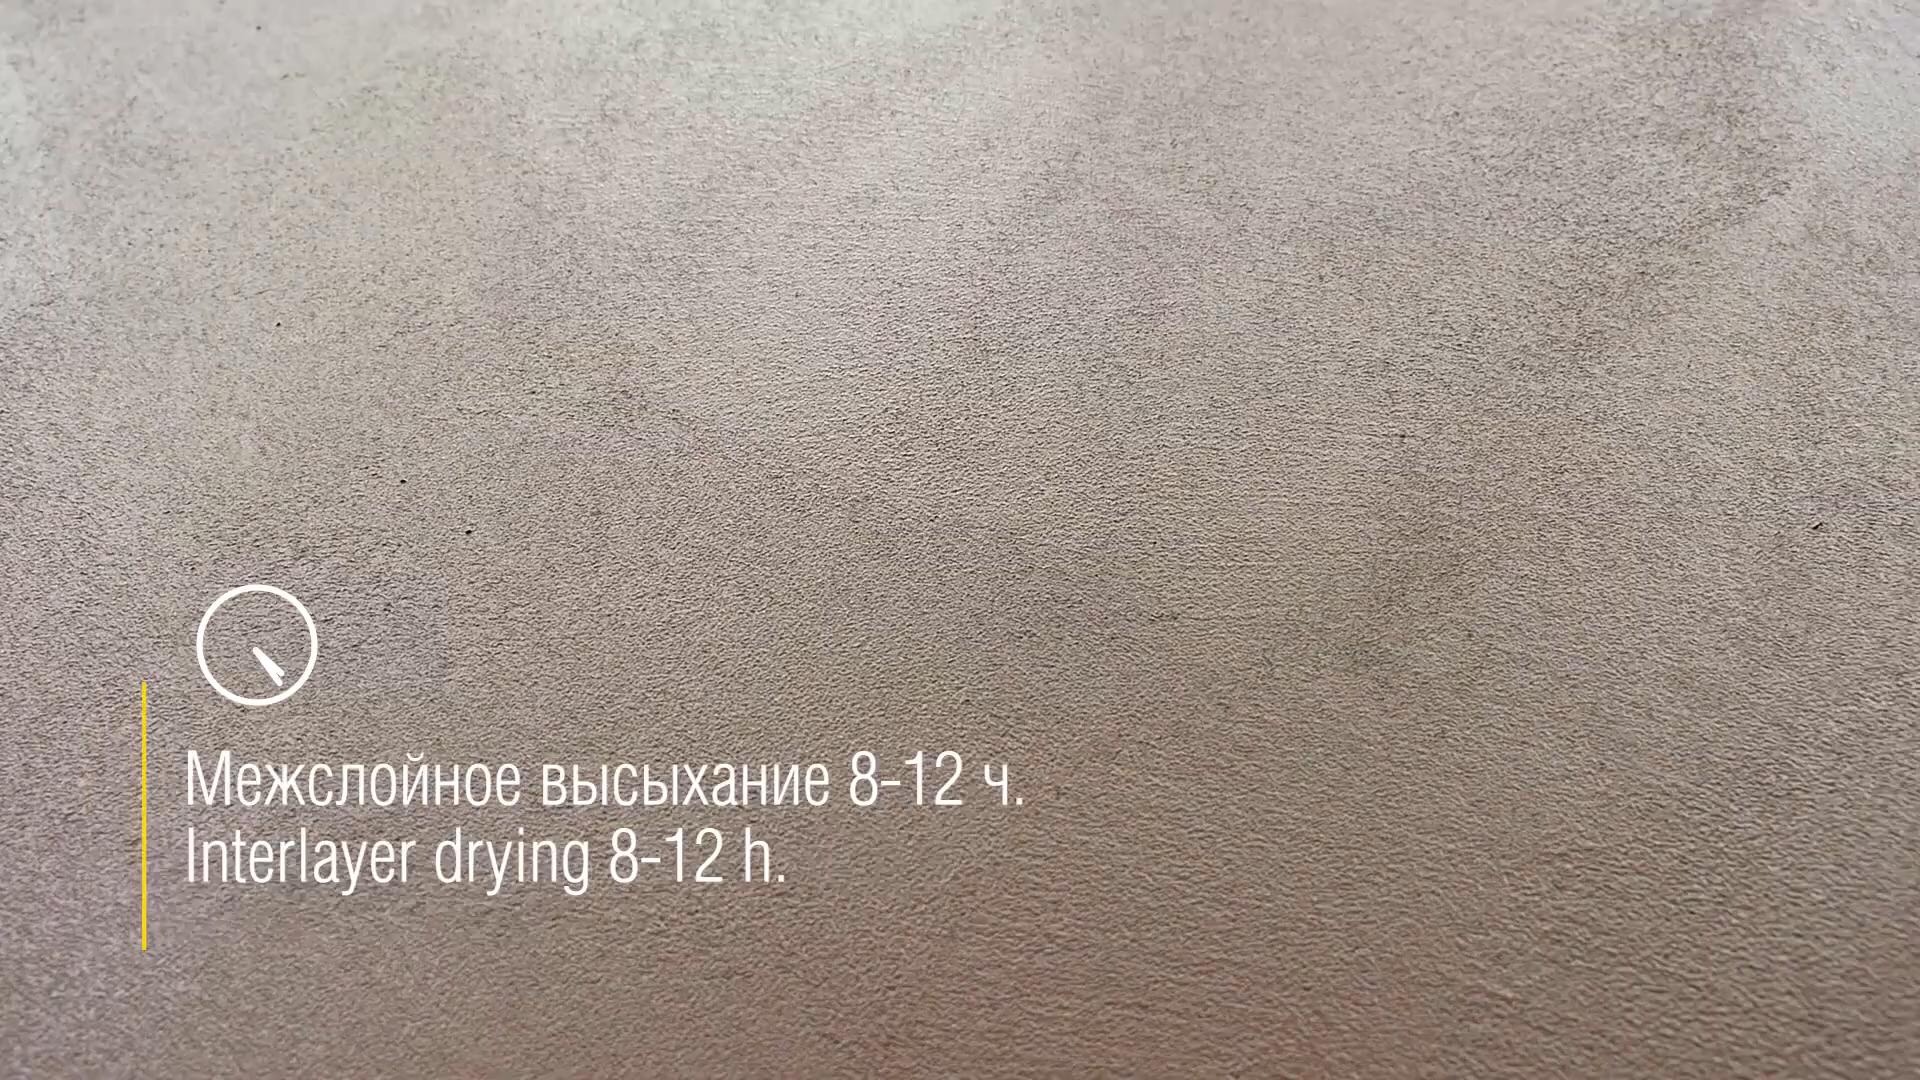 Межслойное высыхание 8-12 ч.
Interlayer drying 8-12 h.